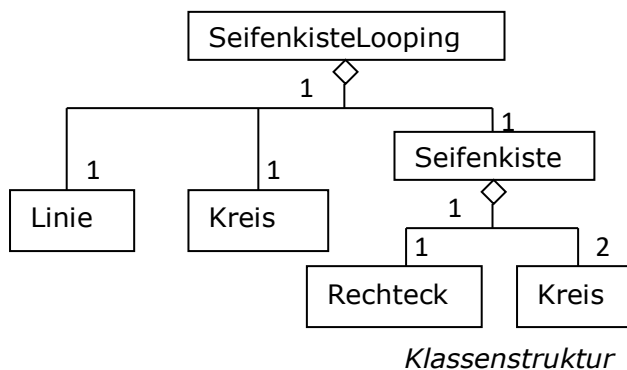 SeifenkisteLooping
1
1
1
1
Seifenkiste
Linie
Kreis
1
1
2
Rechteck
Kreis
Klassenstruktur